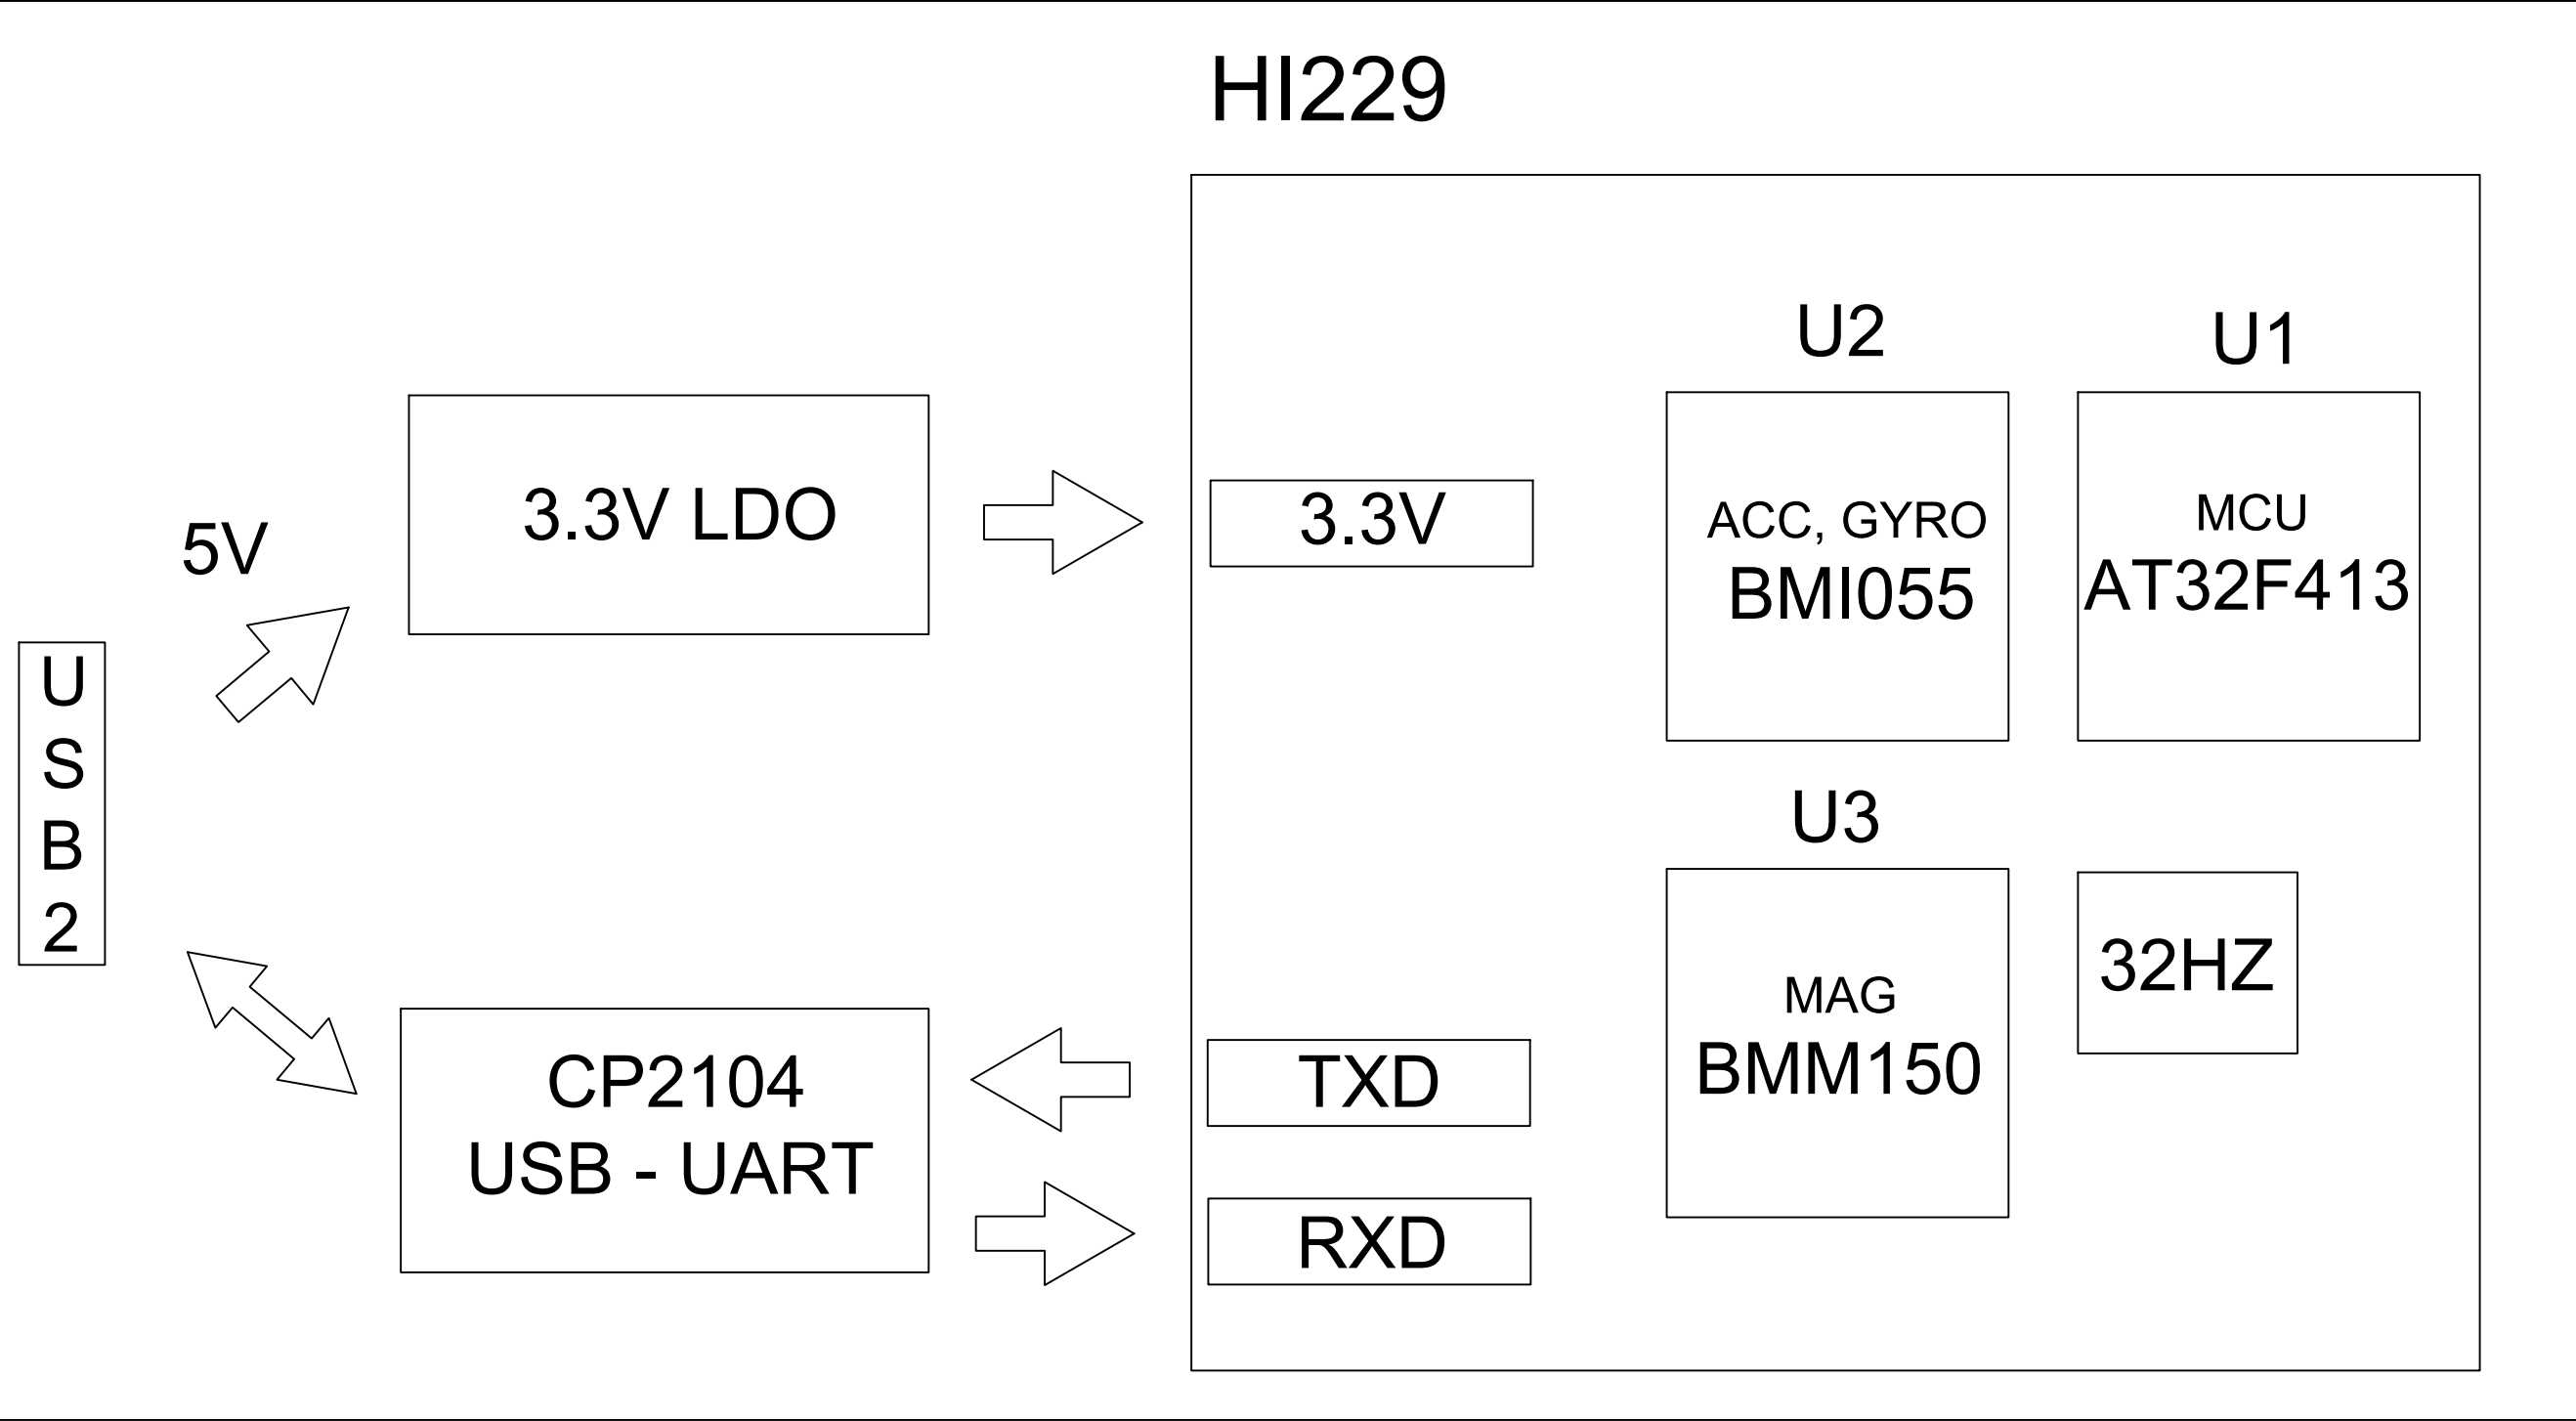 HI229
U2
U1
3.3V LDO
3.3V
ACC, GYRO
BMI055
MCU
AT32F413
5V
U
S
B
2
U3
CP2104
USB - UART
TXD
RXD
MAG
BMM150
32HZ